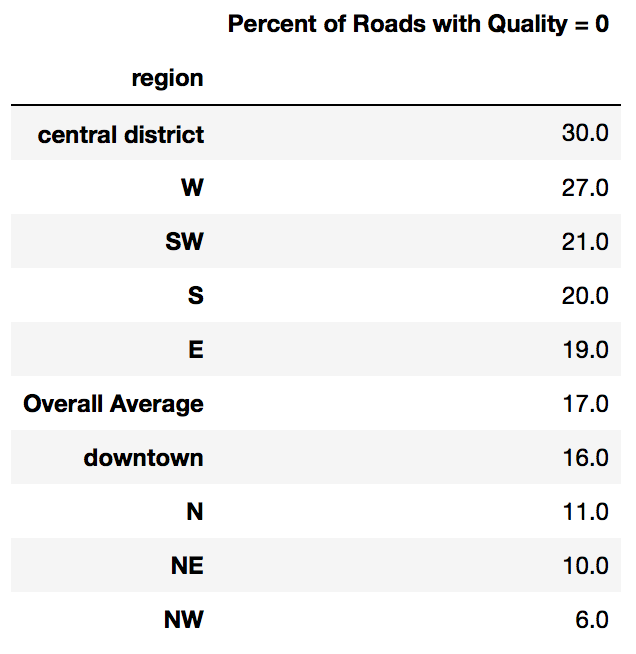 Percent of Roads with Quality = 0
region
central district 30.0
W 27.0
SW 21.0
S 20.0
E 19.0
Overall Average 17.0
downtown 16.0
N 11.0
NE 10.0
NW 6.0